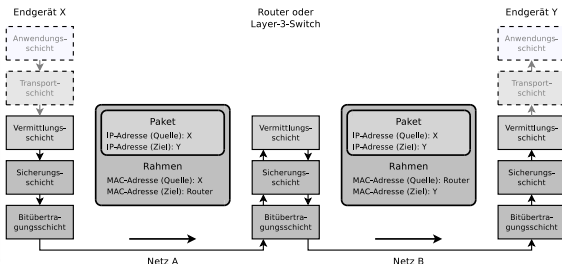 Endgerät X
Router oder
Layer-3-Switch
Endgerät Y
Anwendungs-
schicht
Transport-
schicht
Vermittlungs-
schicht
Sicherungs-
schicht
Bitübertra-
gungsschicht
Paket
IP-Adresse (Quelle): X
IP-Adresse (Ziel): Y
Rahmen
MAC-Adresse (Quelle): X
MAC-Adresse (Ziel): Router
Vermittlungs-
schicht
Sicherungs-
schicht
Bitübertra-
gungsschicht
Paket
IP-Adresse (Quelle): X
IP-Adresse (Ziel): Y
Rahmen
MAC-Adresse (Quelle): Router
MAC-Adresse (Ziel): Y
Anwendungs-
schicht
Transport-
schicht
Vermittlungs-
schicht
Sicherungs-
schicht
Bitübertra-
gungsschicht
Netz A
Netz B